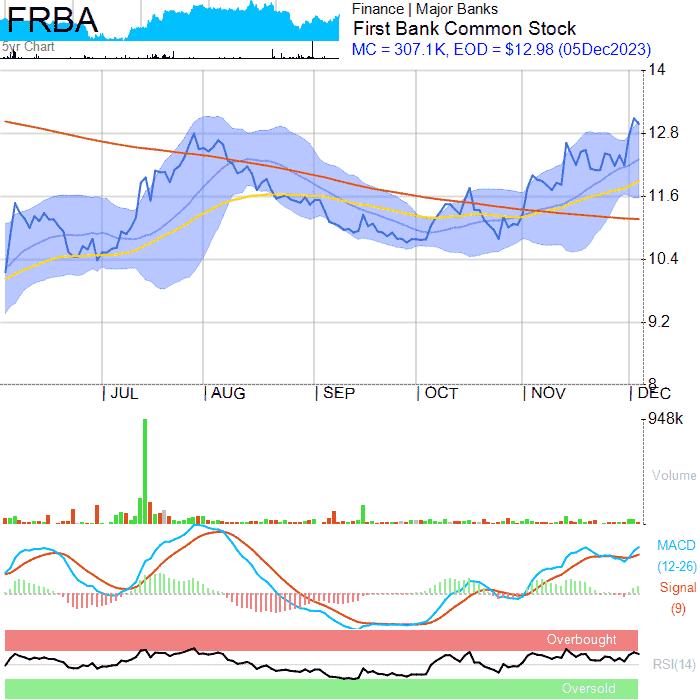 FRBA
5yr Chart
Finance | Major Banks
First Bank Common Stock
MC = 307.1K, EOD = $12.98 (05Dec2023)
14
12.8
11.6
10.4
9.2
8
JUL AUG SEP OCT NOV DEC
948k
Volume
MACD
(12-26)
Signal
(9)
Overbought
RSI(14)
Oversold